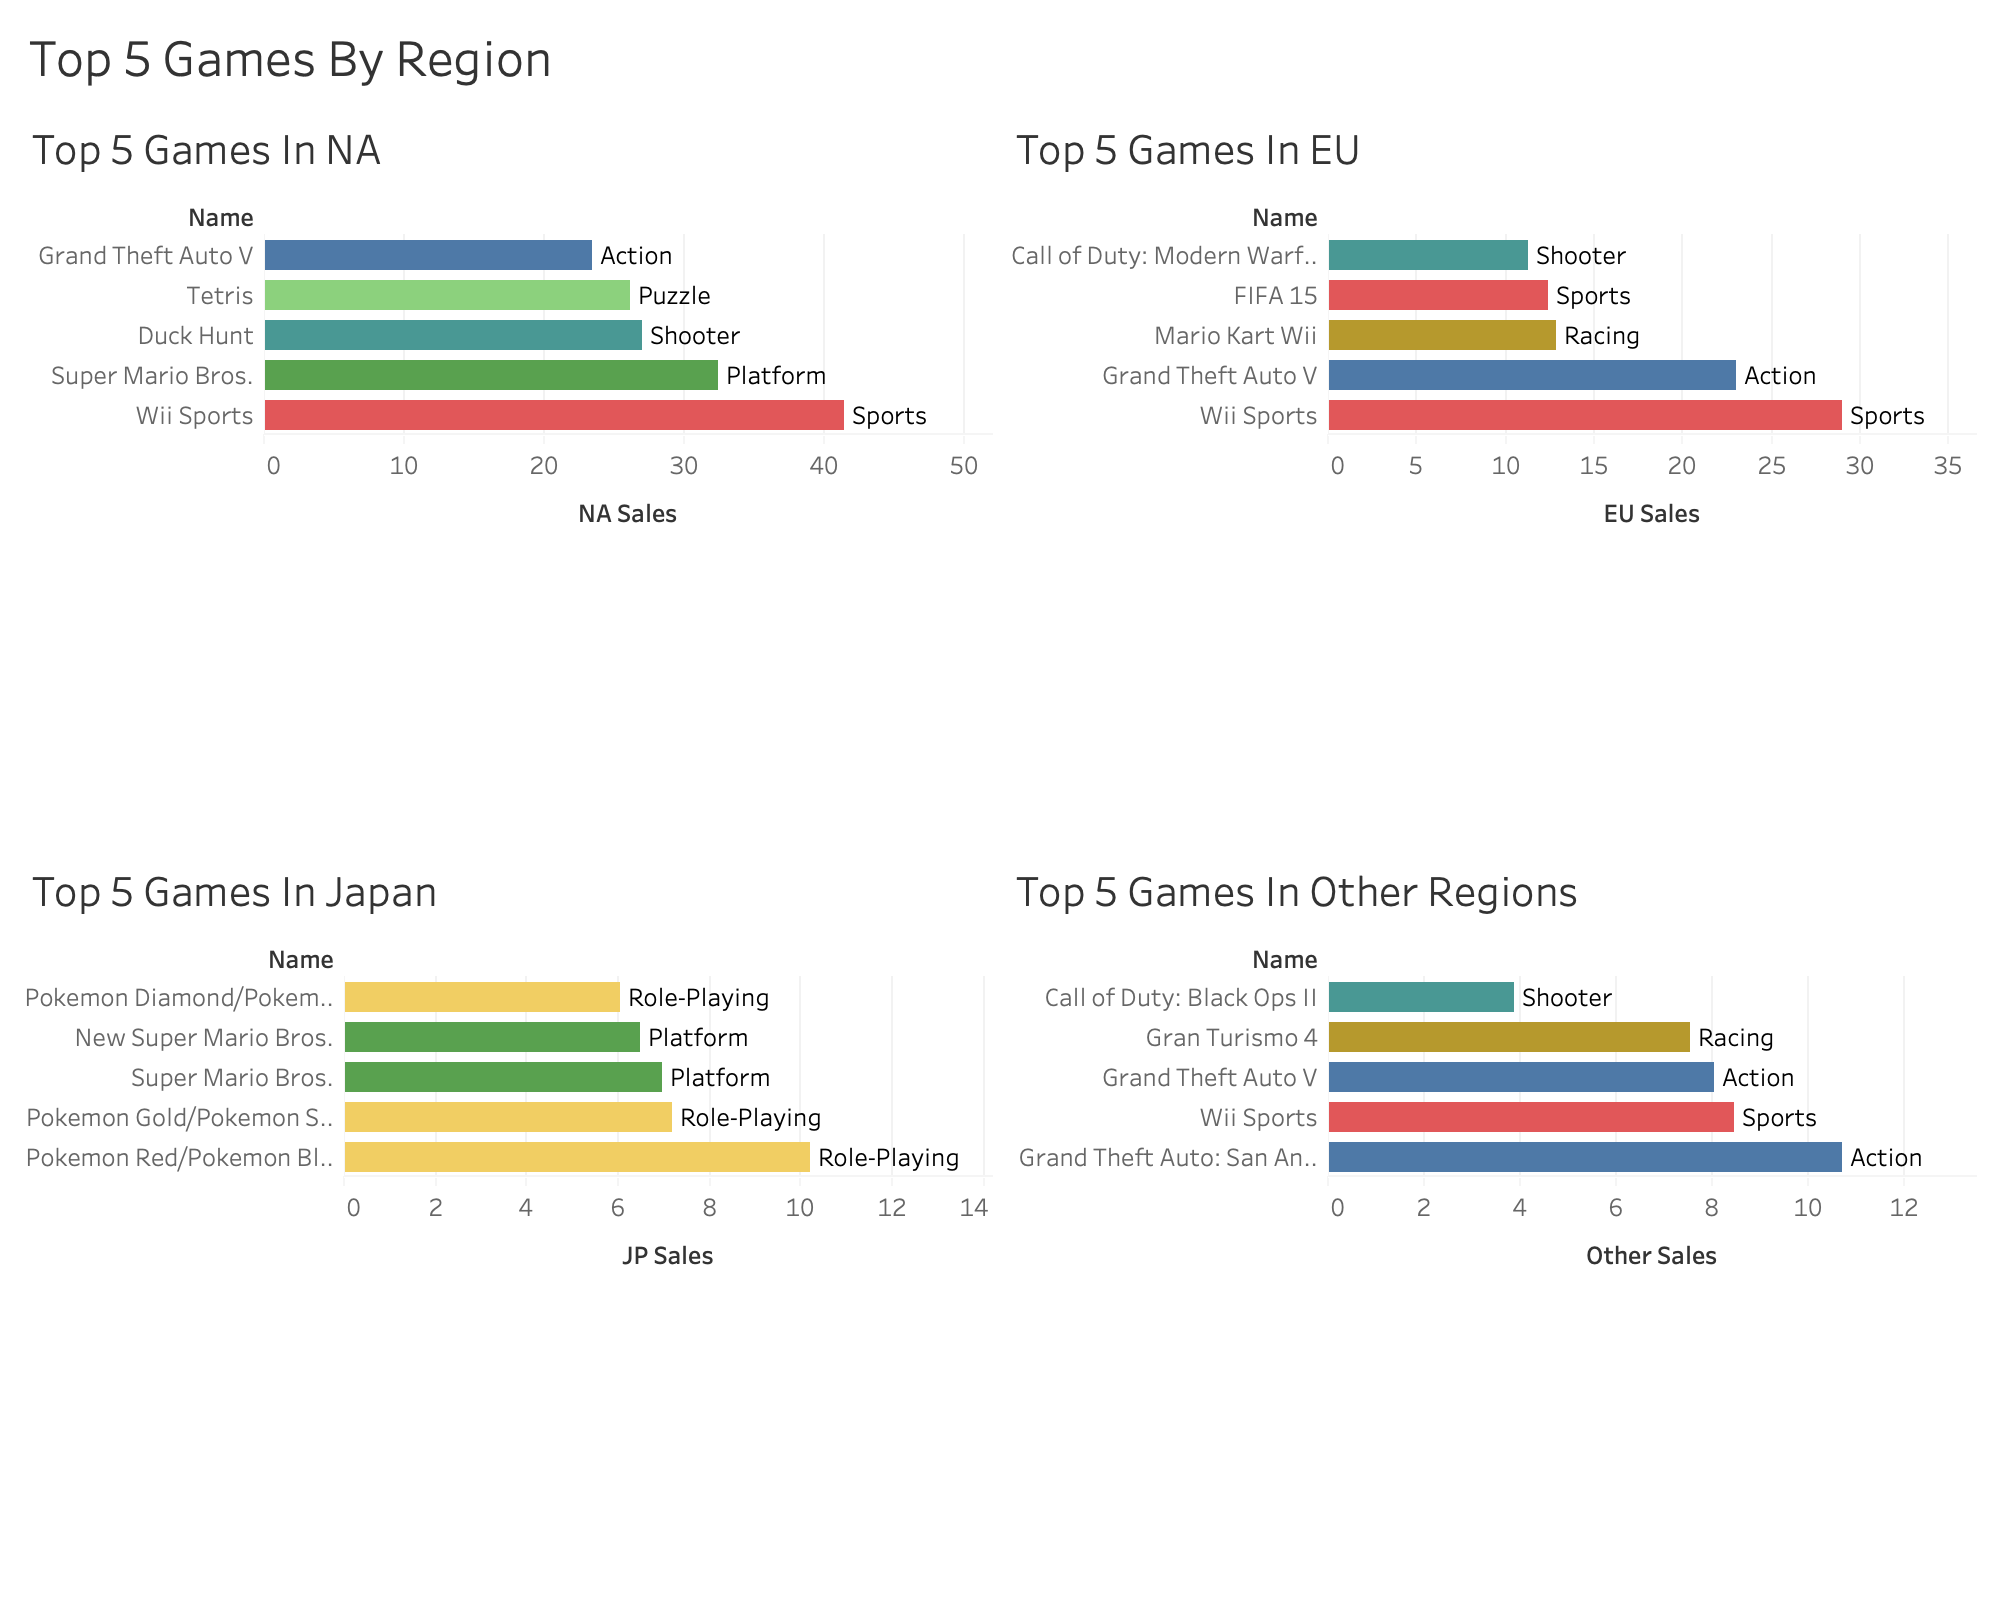 Top 5 Games By Region
Top 5 Games In NA
Name
Grand Theft Auto V Action
Tetris Puzzle
Duck Hunt Shooter
Super Mario Bros. Platform
Wii Sports Sports
0 10 20 30 40 50
NA Sales
Top 5 Games In EU
Name
Call of Duty: Modern Warf.. Shooter
FIFA 15 Sports
Mario Kart Wii Racing
Grand Theft Auto V Action
Wii Sports Sports
0 5 10 15 20 25 30 35
EU Sales
Top 5 Games In Japan
Name
Pokemon Diamond/Pokem.. Role-Playing
New Super Mario Bros. Platform
Super Mario Bros. Platform
Pokemon Gold/Pokemon S.. Role-Playing
Pokemon Red/Pokemon Bl.. Role-Playing
0 2 4 6 8 10 12 14
JP Sales
Top 5 Games In Other Regions
Name
Call of Duty: Black Ops II Shooter
Gran Turismo 4 Racing
Grand Theft Auto V Action
Wii Sports Sports
Grand Theft Auto: San An.. Action
0 2 4 6 8 10 12
Other Sales